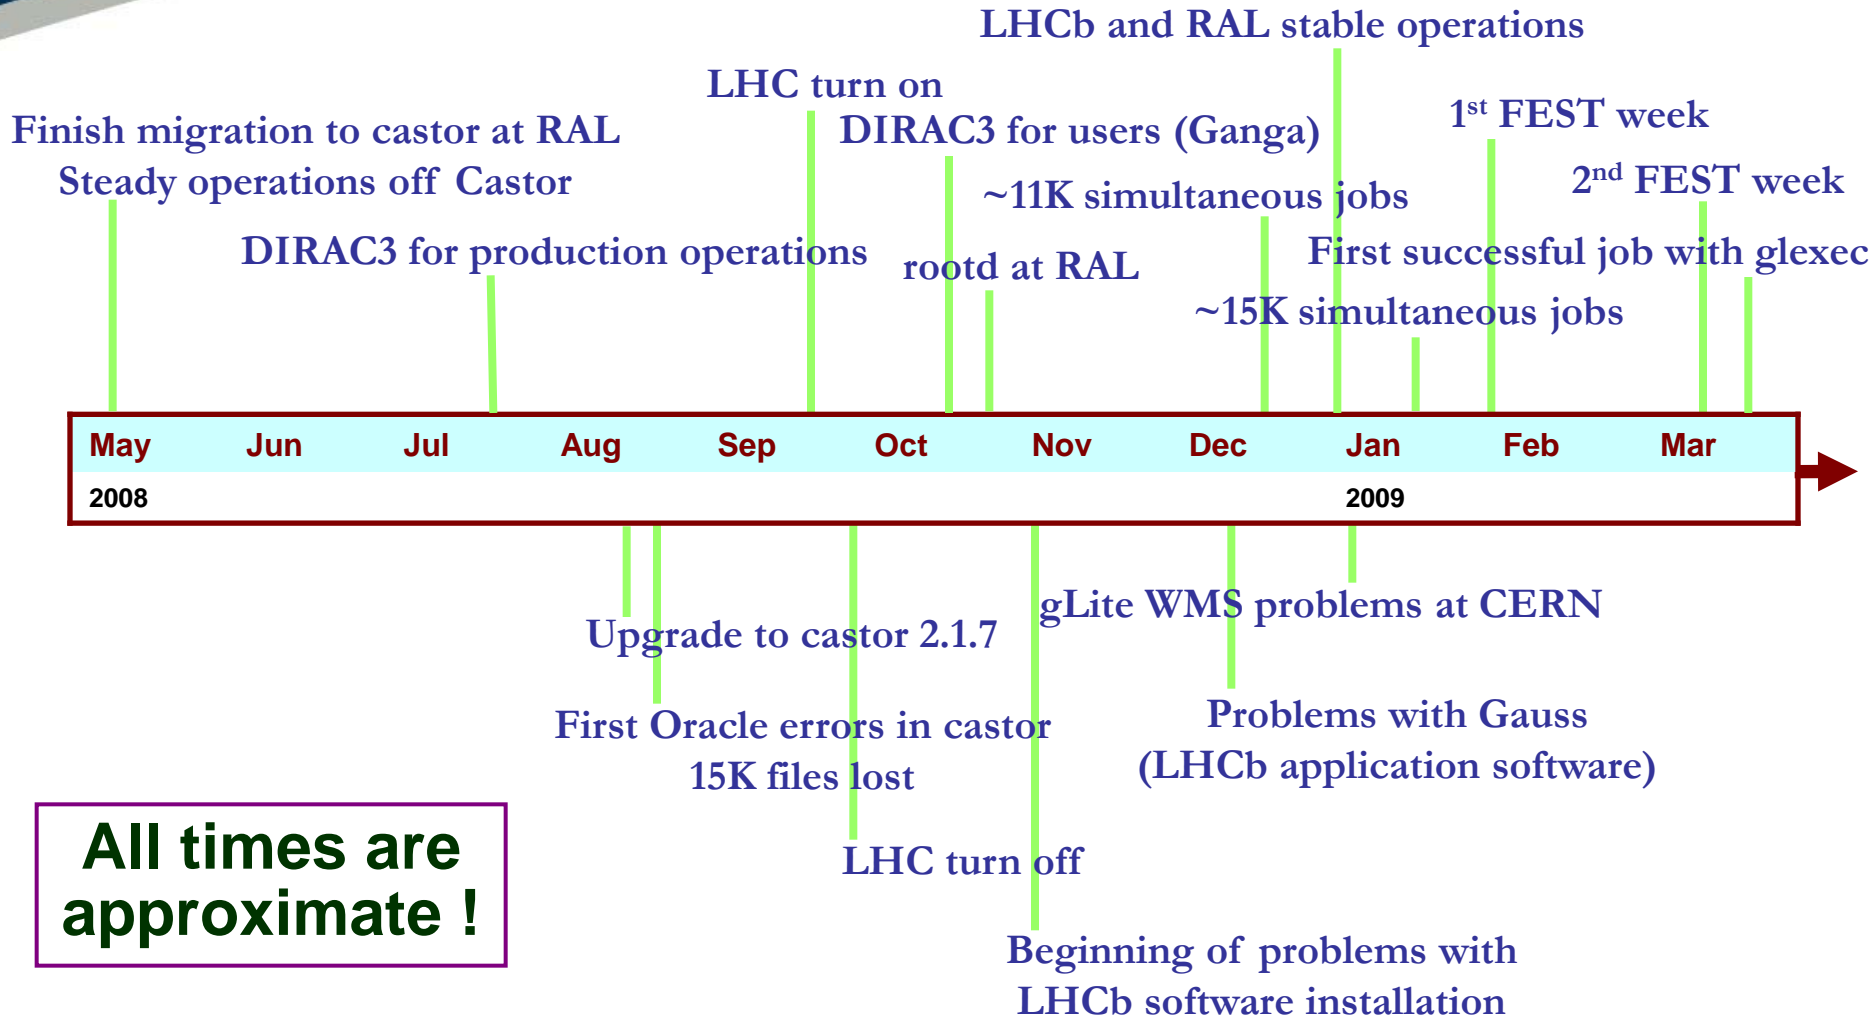 LHCb and RAL stable operations
LHC turn on
1st FEST week
Finish migration to castor at RAL
Steady operations off Castor
DIRAC3 for users (Ganga)
2nd FEST week
~11K simultaneous jobs
DIRAC3 for production operations
rootd at RAL
First successful job with glexec
~15K simultaneous jobs
May Jun Jul Aug Sep Oct Nov Dec Jan Feb Mar
2008 2009
gLite WMS problems at CERN
Upgrade to castor 2.1.7
First Oracle errors in castor
15K files lost
Problems with Gauss
(LHCb application software)
LHC turn off
All times are
approximate !
Beginning of problems with
LHCb software installation